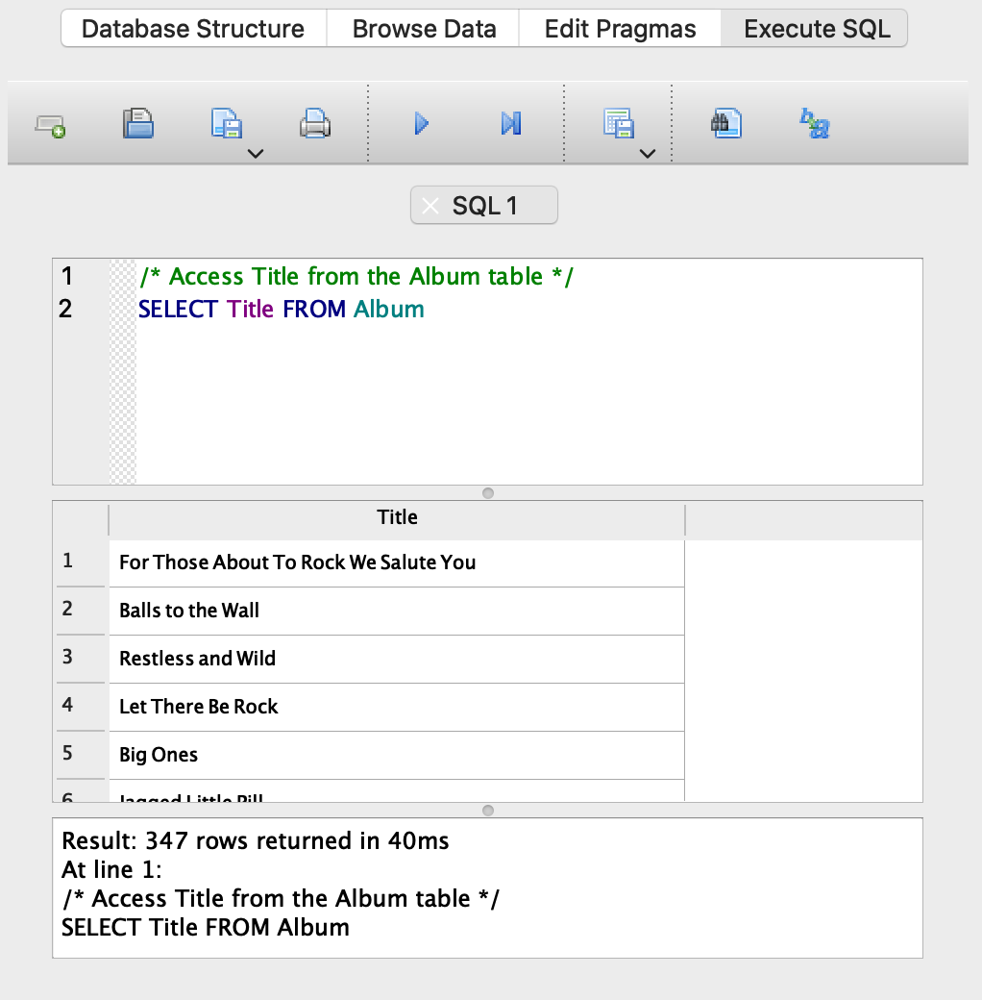 Database Structure Browse Data Edit Pragmas Execute SQL
SQL 1
1 /* Access Title from the Album table */
2 SELECT Title FROM Album
Title
1 For Those About To Rock We Salute You
2 Balls to the Wall
3 Restless and Wild
4 Let There Be Rock
5 Big Ones
6 Jagged Little Pill
Result: 347 rows returned in 40ms
At line 1:
/* Access Title from the Album table */
SELECT Title FROM Album